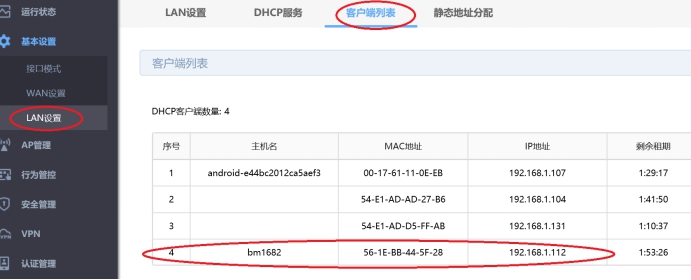 运行状态
基本设置
接口模式
WAN设置
LAN设置
AP管理
行为管控
安全管理
VPN
认证管理
LAN设置 DHCP服务 客户端列表 静态地址分配
客户端列表
DHCP客户端数量: 4
序号 主机名 MAC地址 IP地址 剩余租期
1 android-e44bc2012ca5aef3 00-17-61-11-0E-EB 192.168.1.107 1:29:17
2 54-E1-AD-AD-27-B6 192.168.1.104 1:41:50
3 54-E1-AD-D5-FF-AB 192.168.1.131 1:10:37
4 bm1682 56-1E-BB-44-5F-28 192.168.1.112 1:53:26